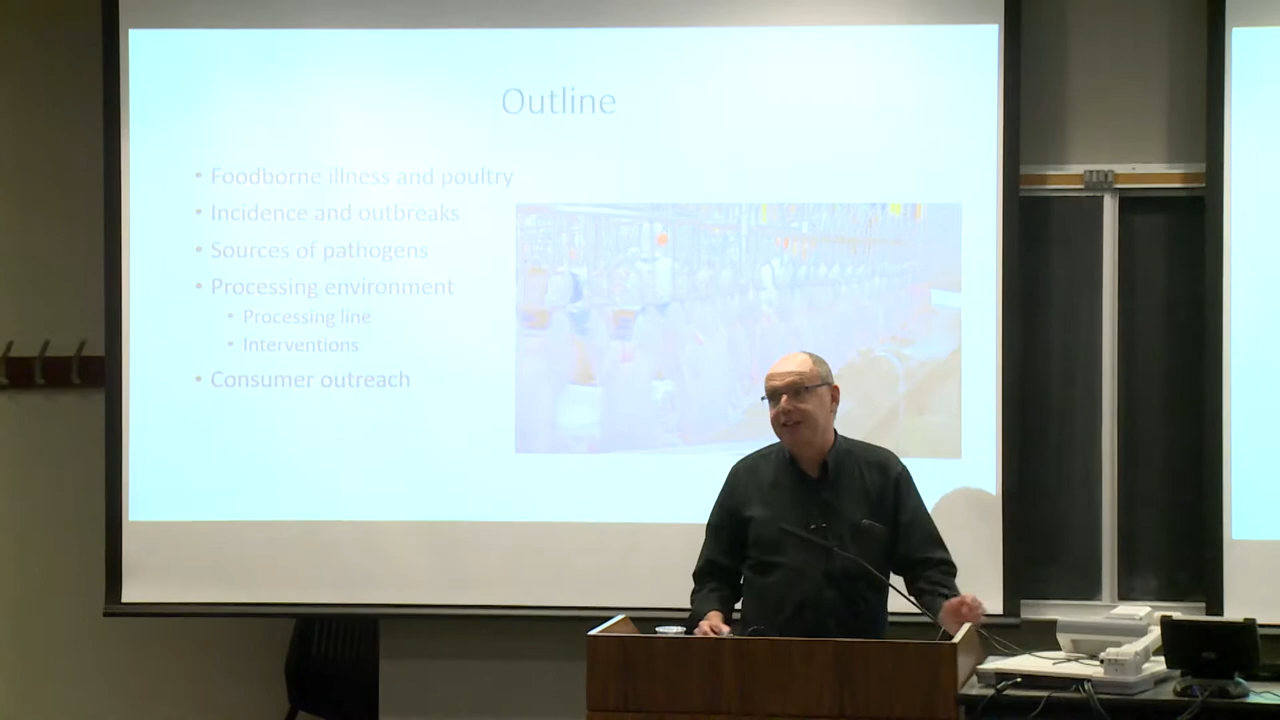 Outline
• Foodborne illness and poultry
• Incidence and outbreaks
• Sources of pathogens
• Processing environment
• Processing line
• Interventions
• Consumer outreach